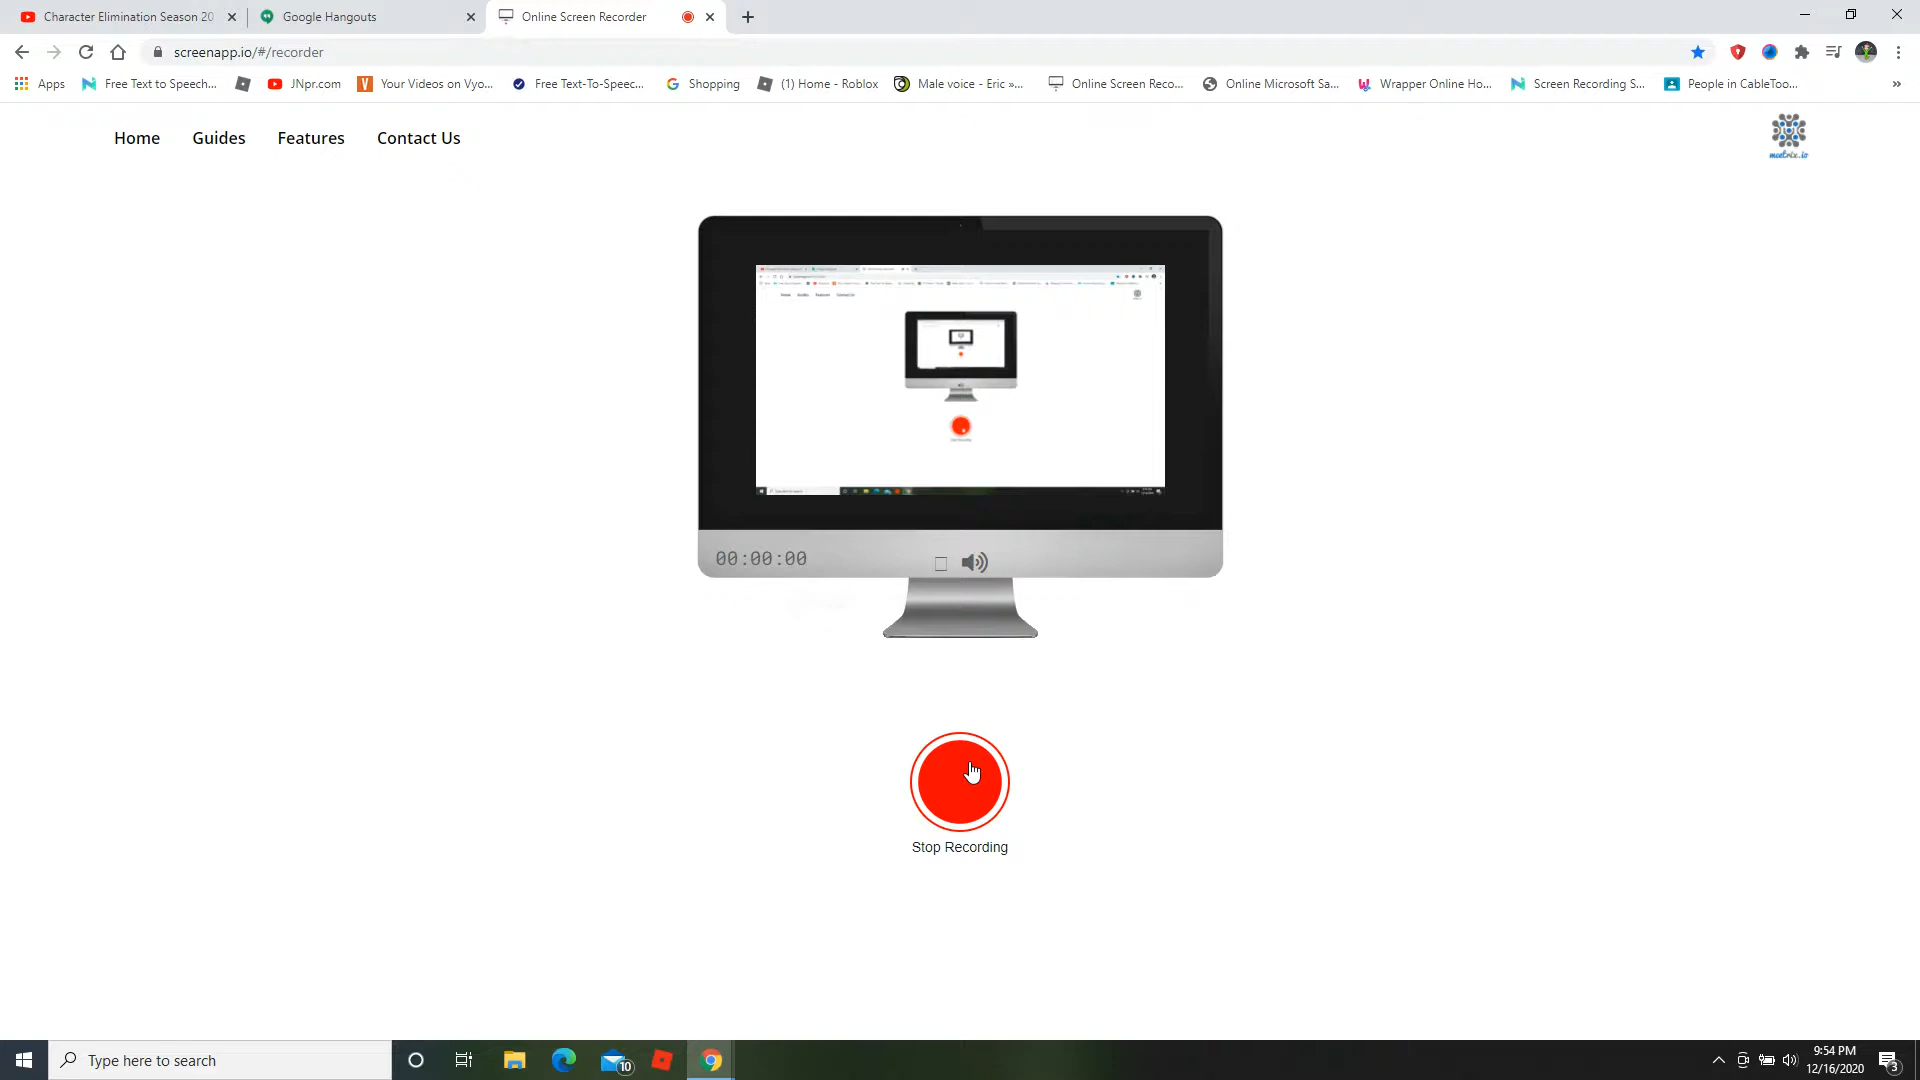 Character Elimination Season 20
Google Hangouts
Online Screen Recorder
screenapp.io/#/recorder
Apps
Free Text to Speech...
JNpr.com
Your Videos on Vyo...
Free Text-To-Speec...
Shopping
(1) Home - Roblox
Male voice - Eric »...
Online Screen Reco...
Online Microsoft Sa...
Wrapper Online Ho...
Screen Recording S...
People in CableToo...
»
Home
Guides
Features
Contact Us
meetrix.io
00:00:00
Stop Recording
Type here to search
10
9:54 PM
12/16/2020
3